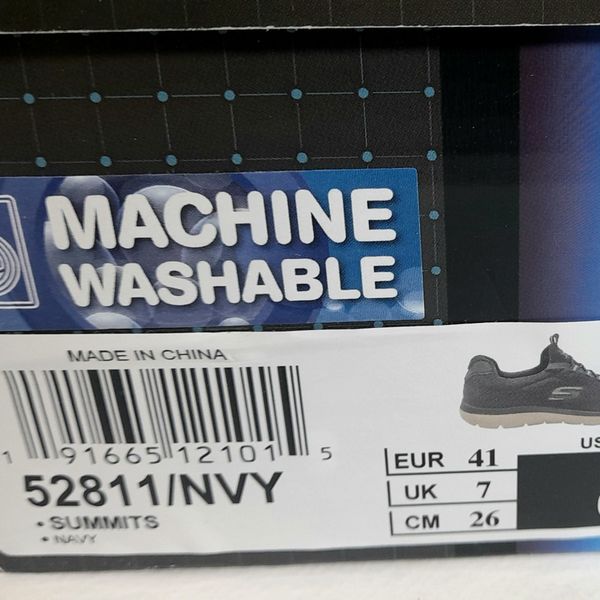 MACHINE
WASHABLE
MADE IN CHINA
1 91665 12101 5
52811/NVY
• SUMMITS
• NAVY
EUR 41
UK 7
CM 26
US